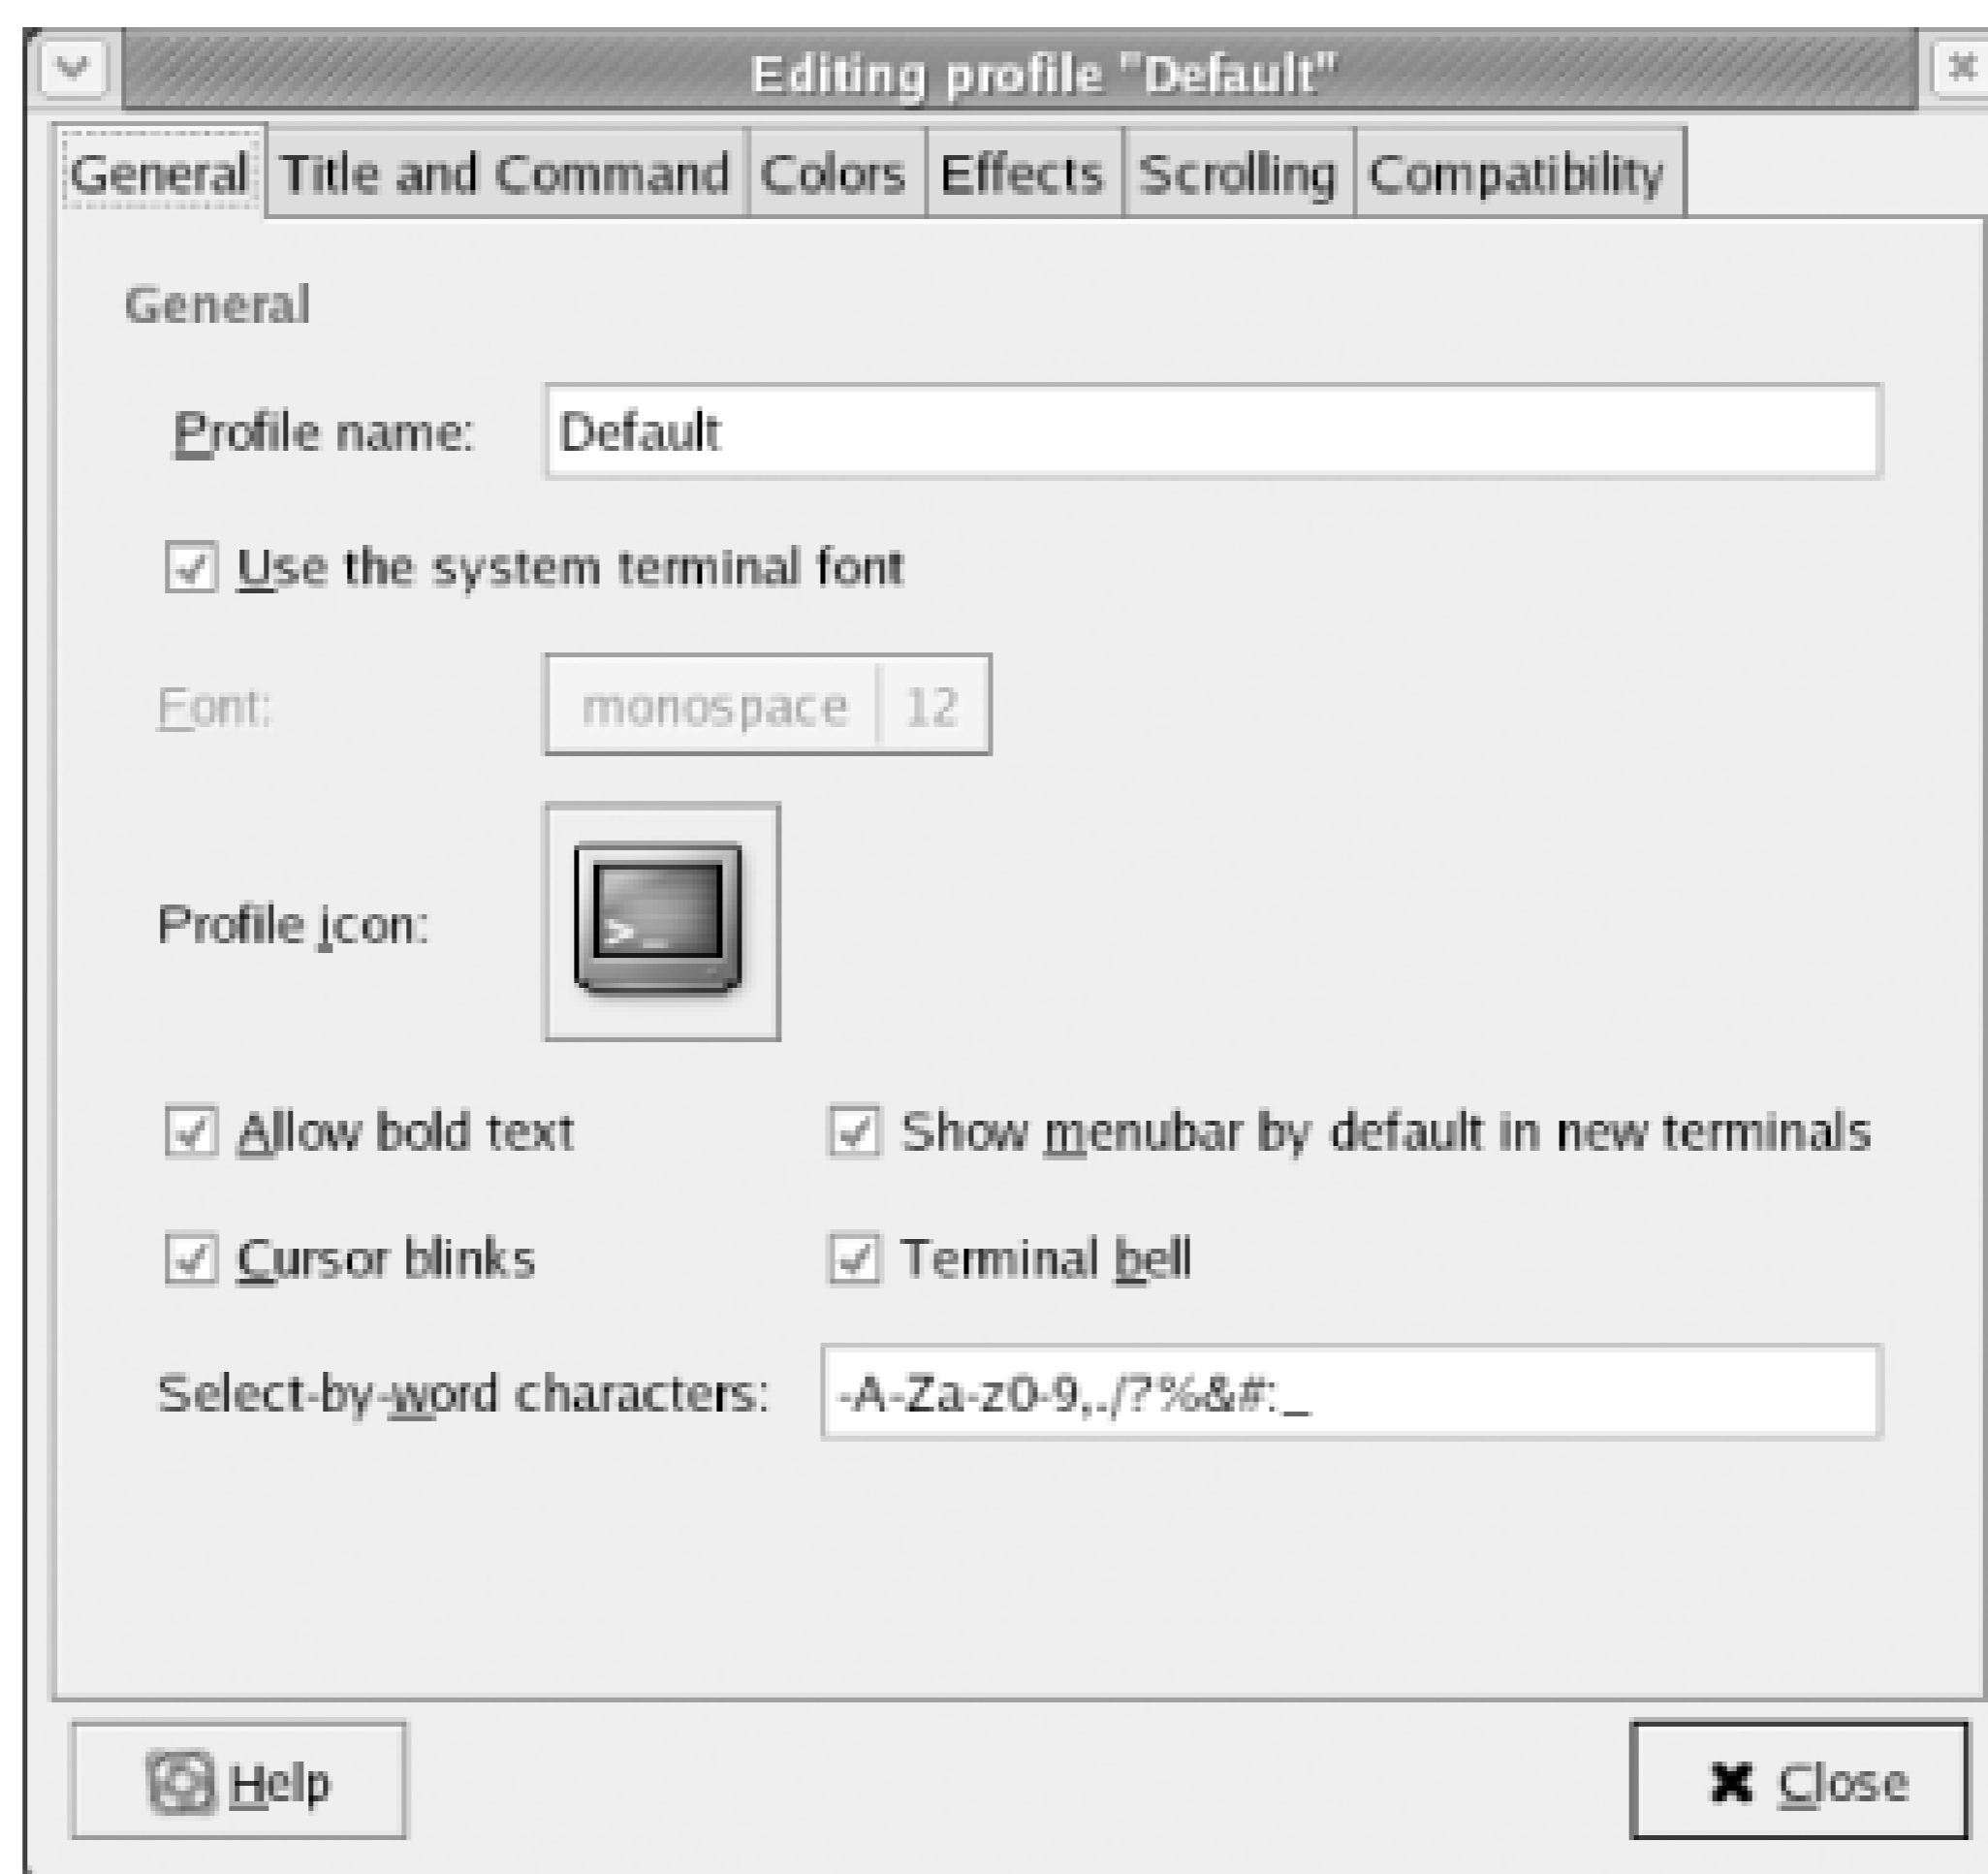 Editing profile "Default"
General Title and Command Colors Effects Scrolling Compatibility
General
Profile name: Default
Use the system terminal font
Font: monospace 12
>_
Profile icon:
Allow bold text Show menubar by default in new terminals
Cursor blinks Terminal bell
Select-by-word characters: -A-Za-z0-9,./?%&#:_
Help Close